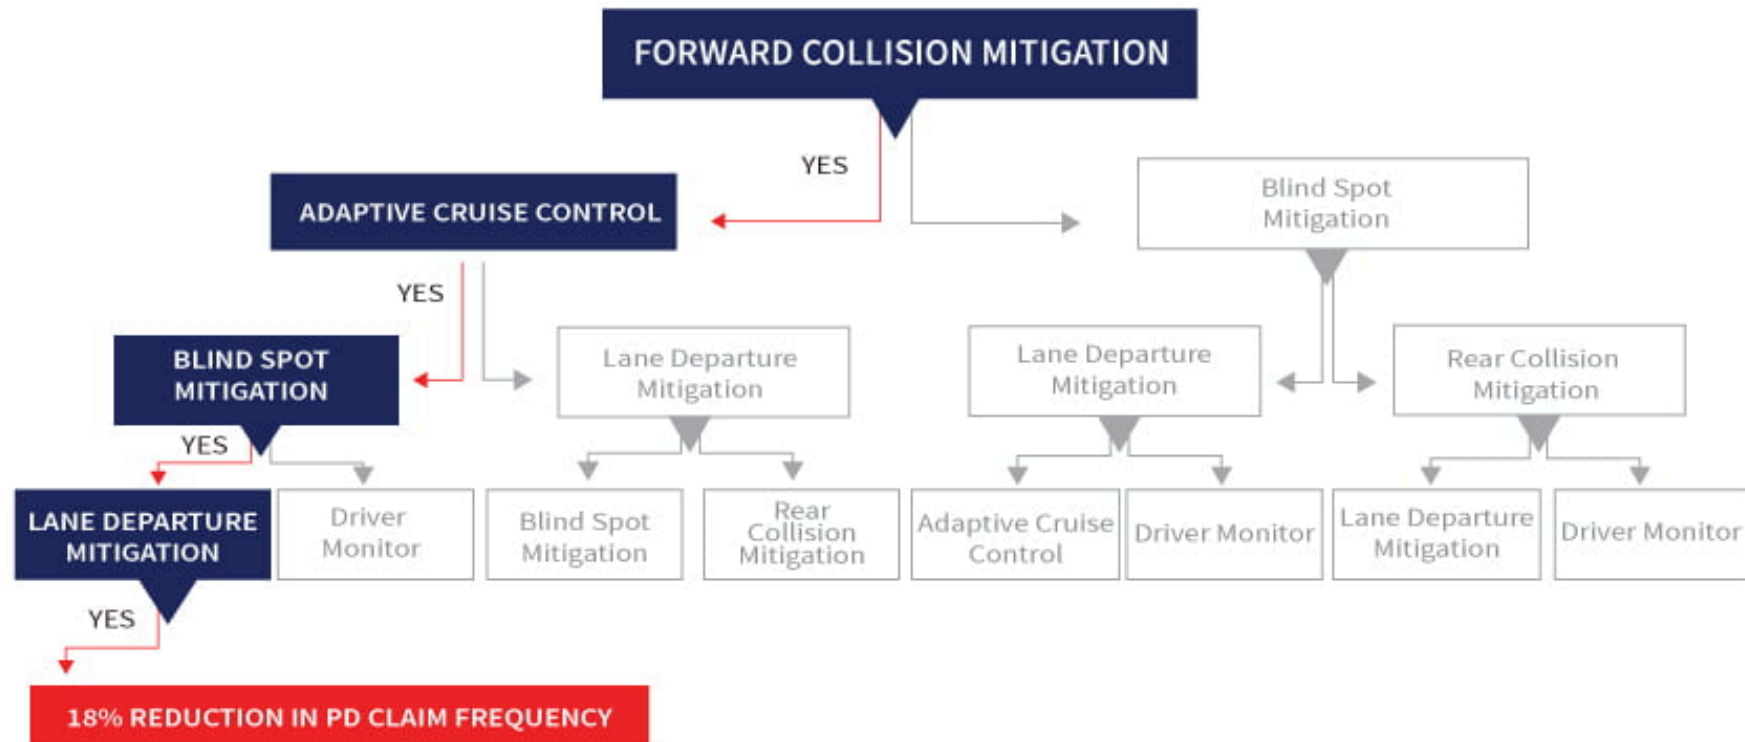 FORWARD COLLISION MITIGATION
YES
Blind Spot
Mitigation
ADAPTIVE CRUISE CONTROL
YES
BLIND SPOT
MITIGATION
Lane Departure
Mitigation
Lane Departure
Mitigation
Rear Collision
Mitigation
YES
LANE DEPARTURE
MITIGATION
Driver
Monitor
Blind Spot
Mitigation
Rear
Collision
Mitigation
Adaptive Cruise
Control
Driver Monitor
Lane Departure
Mitigation
Driver Monitor
YES
18% REDUCTION IN PD CLAIM FREQUENCY